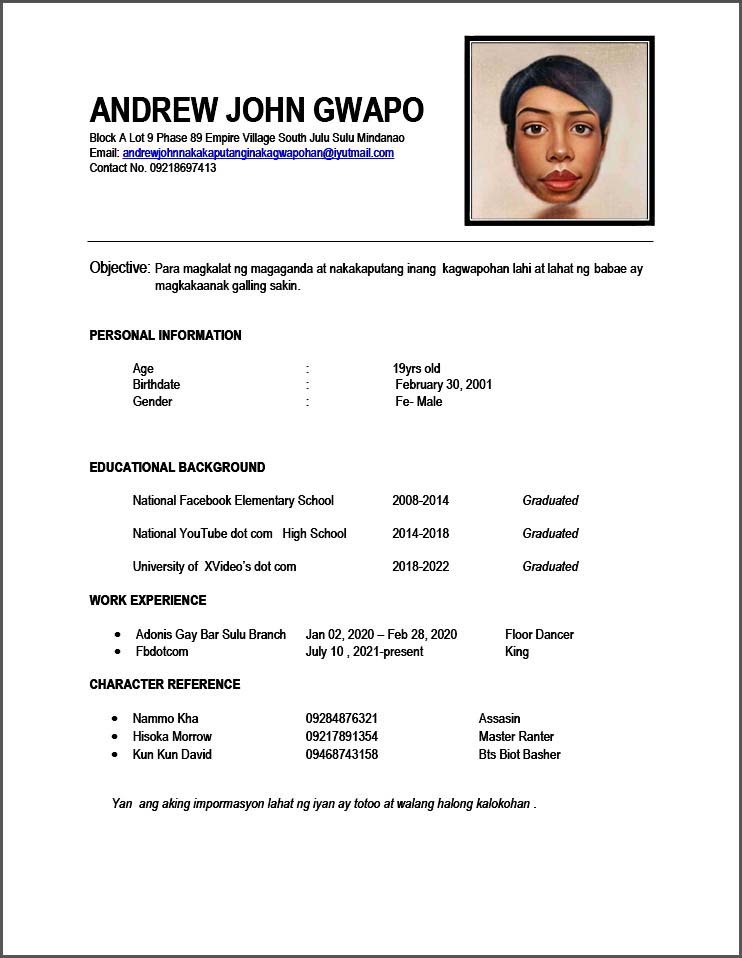 ANDREW JOHN GWAPO
Block A Lot 9 Phase 89 Empire Village South Julu Sulu Mindanao
Email: andrewjohnnakakaputanginakagwapohan@iyutmail.com
Contact No. 09218697413
Objective: Para magkalat ng magaganda at nakakaputang inang kagwapohan lahi at lahat ng babae ay
magkakaanak galling sakin.
PERSONAL INFORMATION
Age : 19yrs old
Birthdate : February 30, 2001
Gender : Fe- Male
EDUCATIONAL BACKGROUND
National Facebook Elementary School 2008-2014 Graduated
National YouTube dot com High School 2014-2018 Graduated
University of XVideo's dot com 2018-2022 Graduated
WORK EXPERIENCE
• Adonis Gay Bar Sulu Branch Jan 02, 2020 – Feb 28, 2020 Floor Dancer
• Fbdotcom July 10 , 2021-present King
CHARACTER REFERENCE
• Nammo Kha 09284876321 Assasin
• Hisoka Morrow 09217891354 Master Ranter
• Kun Kun David 09468743158 Bts Biot Basher
Yan ang aking impormasyon lahat ng iyan ay totoo at walang halong kalokohan .